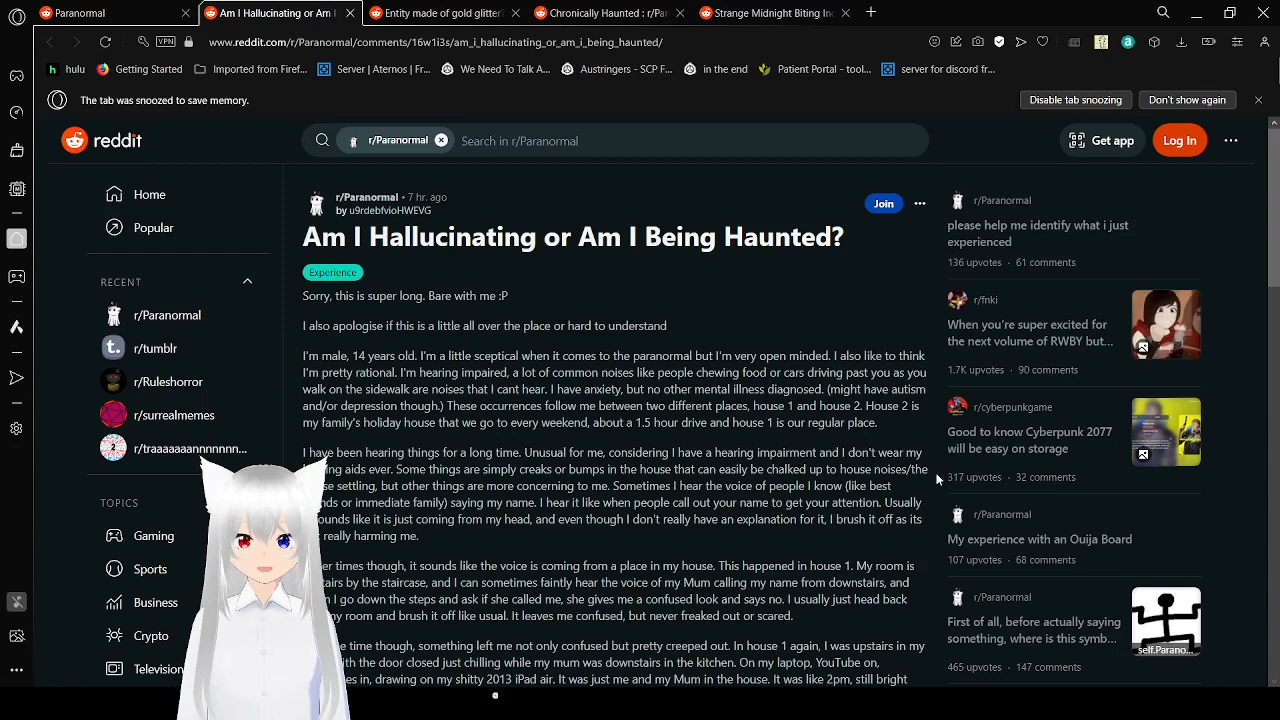 Paranormal
Am I Hallucinating or Am I
Entity made of gold glitter?
Chronically Haunted : r/Par
Strange Midnight Biting Inc
VPN
www.reddit.com/r/Paranormal/comments/16w1i3s/am_i_hallucinating_or_am_i_being_haunted/
hulu
Getting Started
Imported from Firef...
Server | Aternos | Fr...
We Need To Talk A...
Austringers - SCP F...
in the end
Patient Portal - tool...
server for discord fr...
The tab was snoozed to save memory.
Disable tab snoozing
Don't show again
reddit
r/Paranormal
Search in r/Paranormal
Get app
Log In
Home
Popular
RECENT
r/Paranormal
r/tumblr
r/Ruleshorror
r/surrealmemes
r/traaaaaannnnnn...
TOPICS
Gaming
Sports
Business
Crypto
Television
r/Paranormal • 7 hr. ago
by u9rdebfvioHWEVG
Join
Am I Hallucinating or Am I Being Haunted?
Experience
Sorry, this is super long. Bare with me :P
I also apologise if this is a little all over the place or hard to understand
I'm male, 14 years old. I'm a little sceptical when it comes to the paranormal but I'm very open minded. I also like to think
I'm pretty rational. I'm hearing impaired, a lot of common noises like people chewing food or cars driving past you as you
walk on the sidewalk are noises that I cant hear. I have anxiety, but no other mental illness diagnosed. (might have autism
and/or depression though.) These occurrences follow me between two different places, house 1 and house 2. House 2 is
my family's holiday house that we go to every weekend, about a 1.5 hour drive and house 1 is our regular place.
I have been hearing things for a long time. Unusual for me, considering I have a hearing impairment and I don't wear my
aids ever. Some things are simply creaks or bumps in the house that can easily be chalked up to house noises/the
settling, but other things are more concerning to me. Sometimes I hear the voice of people I know (like best
or immediate family) saying my name. I hear it like when people call out your name to get your attention. Usually
like it is just coming from my head, and even though I don't really have an explanation for it, I brush it off as its
really harming me.
times though, it sounds like the voice is coming from a place in my house. This happened in house 1. My room is
by the staircase, and I can sometimes faintly hear the voice of my Mum calling my name from downstairs, and
I go down the steps and ask if she called me, she gives me a confused look and says no. I usually just head back
my room and brush it off like usual. It leaves me confused, but never freaked out or scared.
time though, something left me not only confused but pretty creeped out. In house 1 again, I was upstairs in my
with the door closed just chilling while my mum was downstairs in the kitchen. On my laptop, YouTube on,
in, drawing on my shitty 2013 iPad air. It was just me and my Mum in the house. It was like 2pm, still bright
r/Paranormal
please help me identify what i just
experienced
136 upvotes • 61 comments
r/fnki
When you're super excited for
the next volume of RWBY but...
1.7K upvotes • 90 comments
r/cyberpunkgame
Good to know Cyberpunk 2077
will be easy on storage
317 upvotes • 32 comments
r/Paranormal
My experience with an Ouija Board
107 upvotes • 68 comments
r/Paranormal
First of all, before actually saying
something, where is this symb...
self.Parano...
465 upvotes • 147 comments